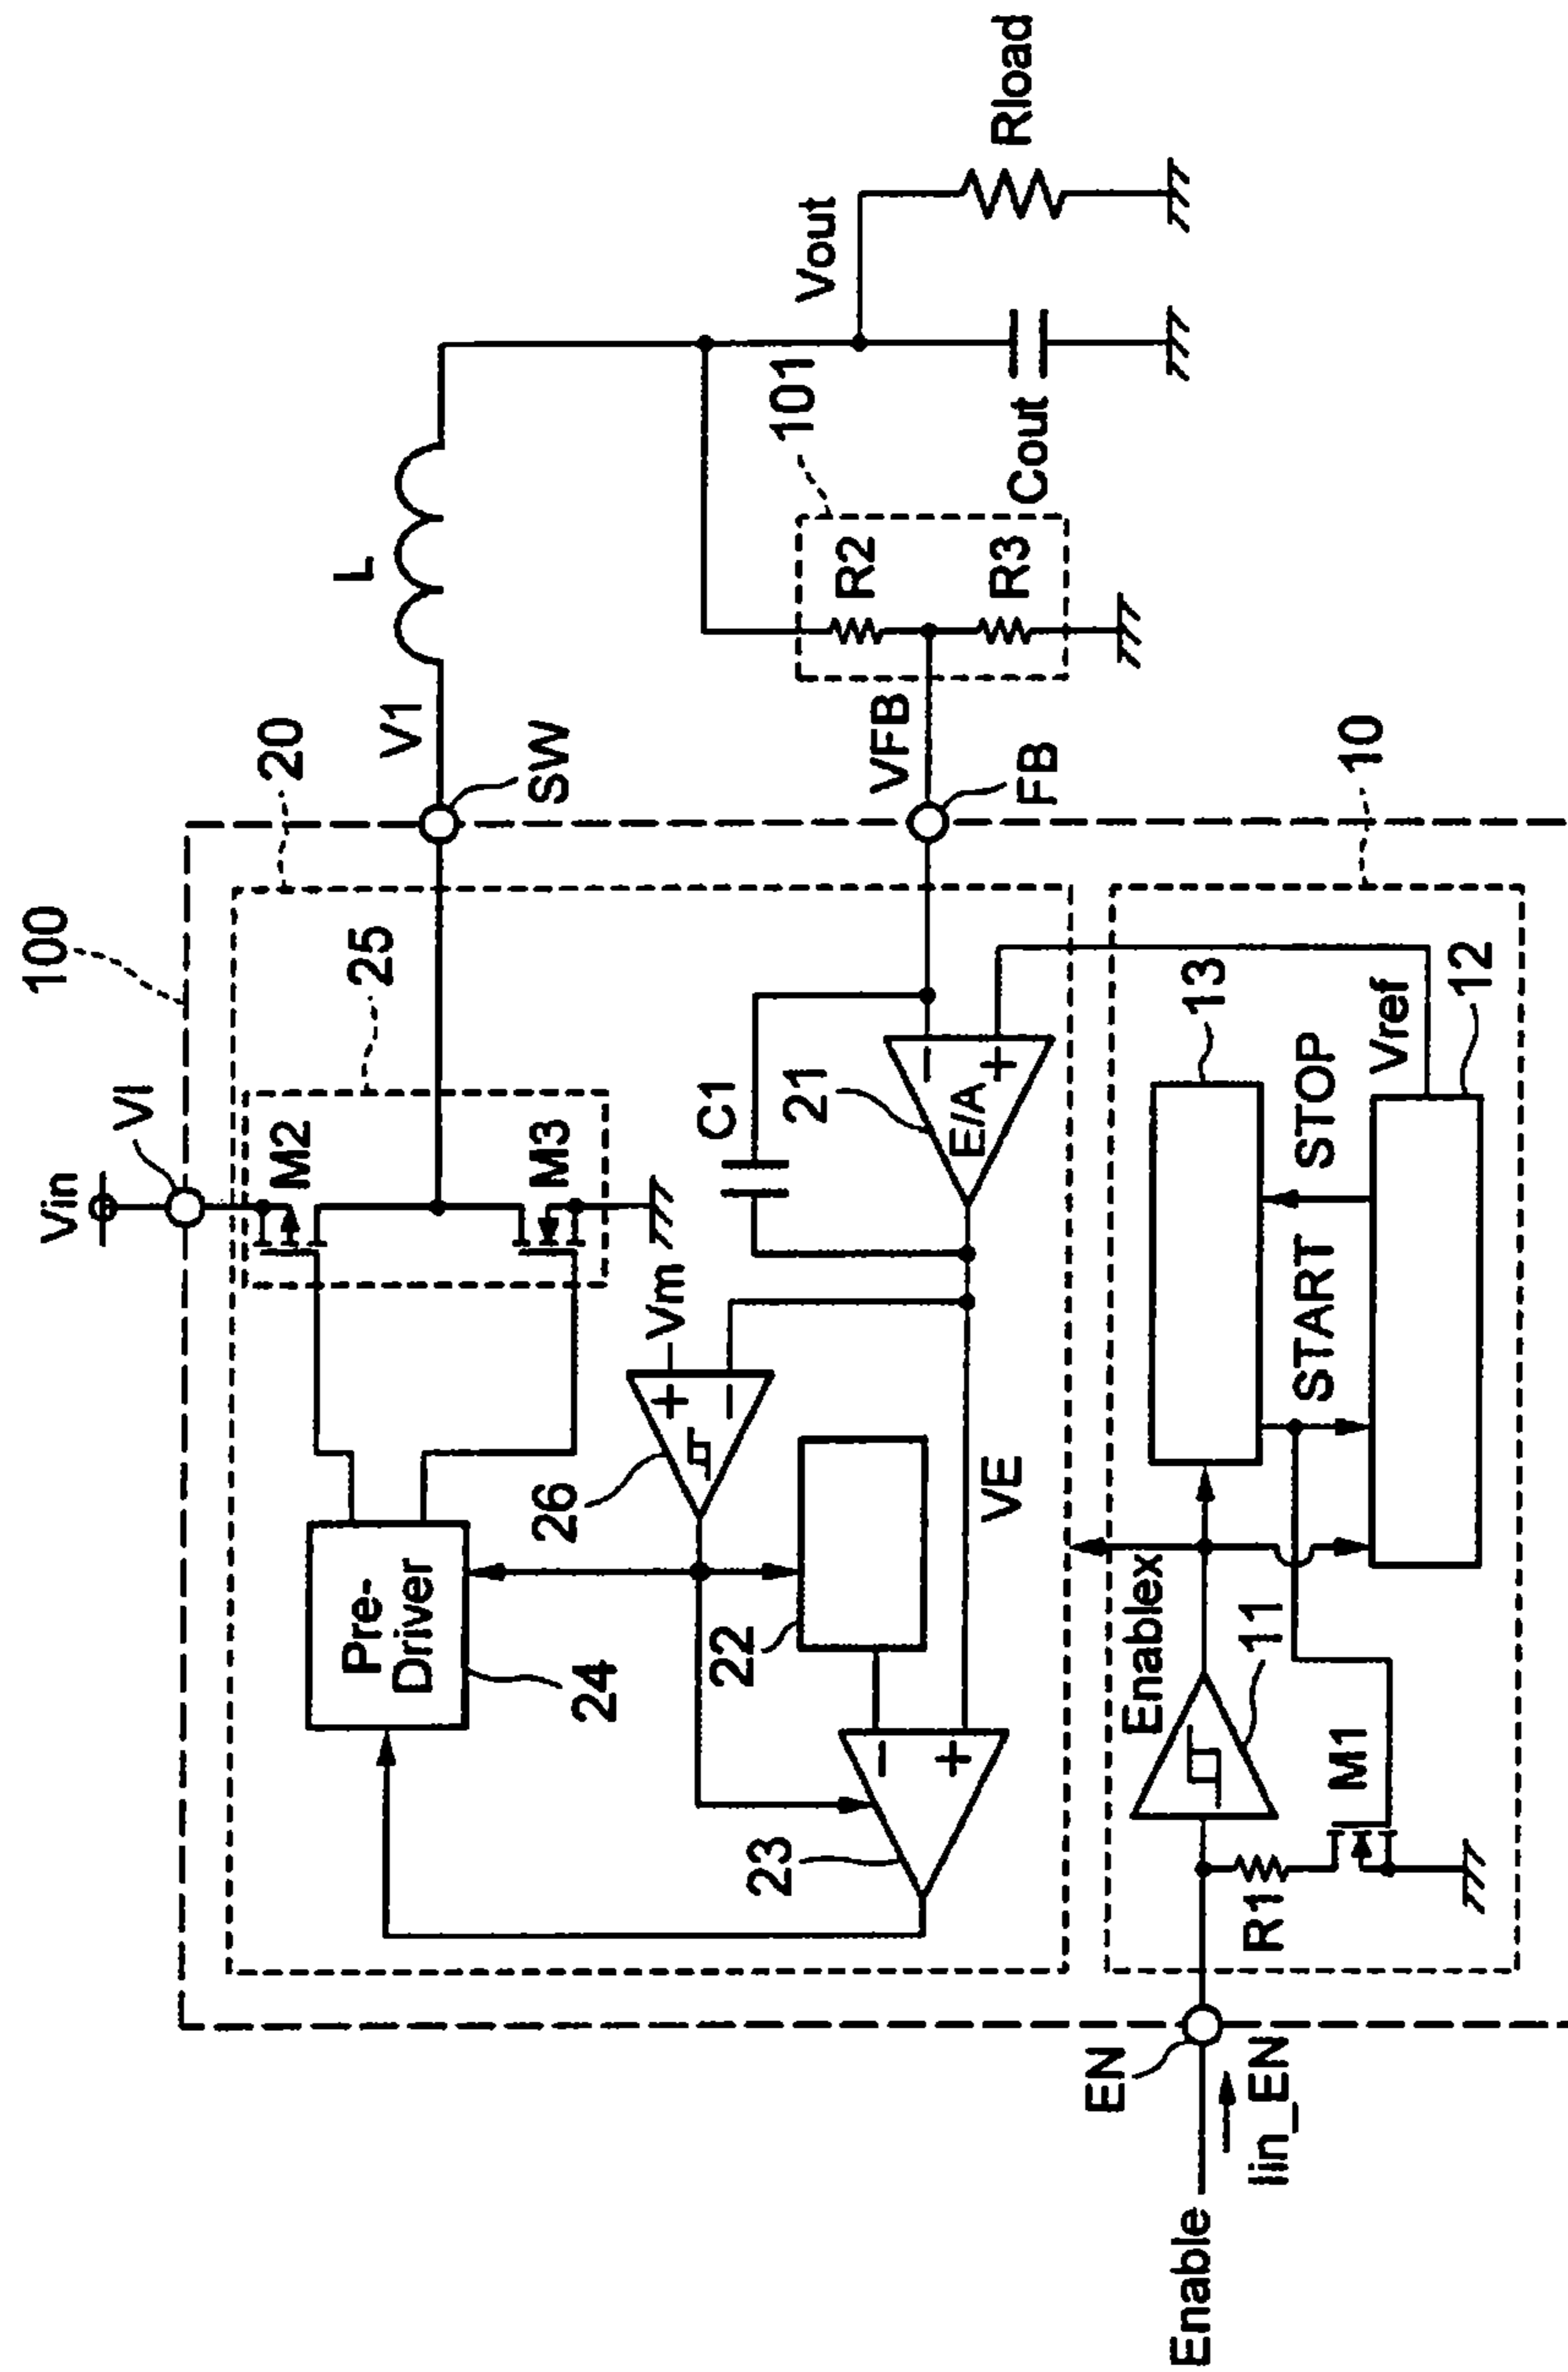 100
Vin
VI
20
25
M2
M3
V1
SW
L
Vout
Rload
101
R2
R3
Cout
VFB
FB
Pre-
Driver
24
26
+
−
Vm
C1
21
E/A
−
+
22
23
−
+
VE
10
Enable
EN
Iin_EN
R1
M1
11
Enablex
START
STOP
13
Vref
12